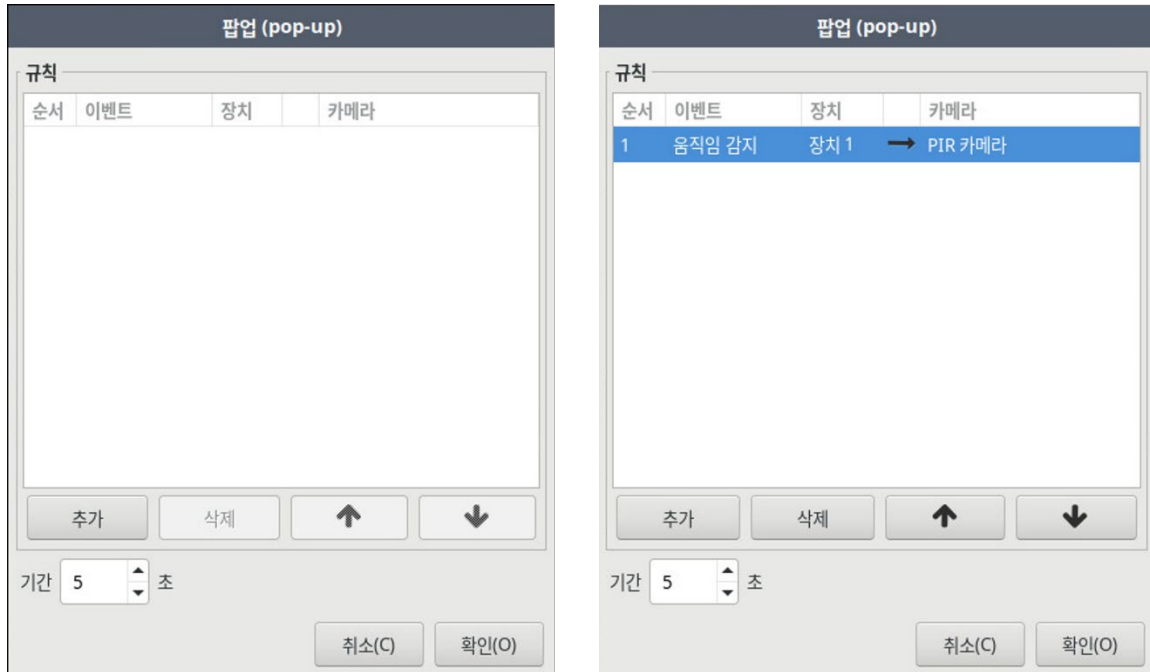 팝업 (pop-up)
규칙
순서 이벤트 장치 카메라
추가 삭제
기간 5 초
취소(C) 확인(O)
팝업 (pop-up)
규칙
순서 이벤트 장치 카메라
1 움직임 감지 장치 1 → PIR 카메라
추가 삭제
기간 5 초
취소(C) 확인(O)